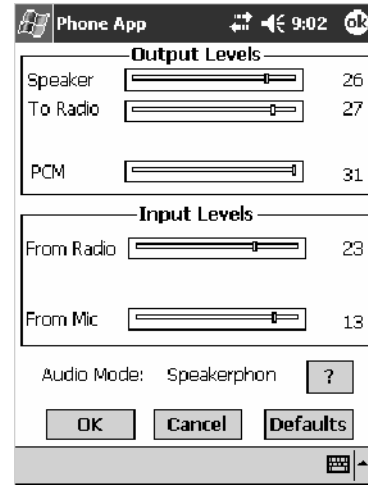 Phone App 9:02 ok
Output Levels
Speaker 26
To Radio 27
PCM 31
Input Levels
From Radio 23
From Mic 13
Audio Mode: Speakerphon ?
OK Cancel Defaults